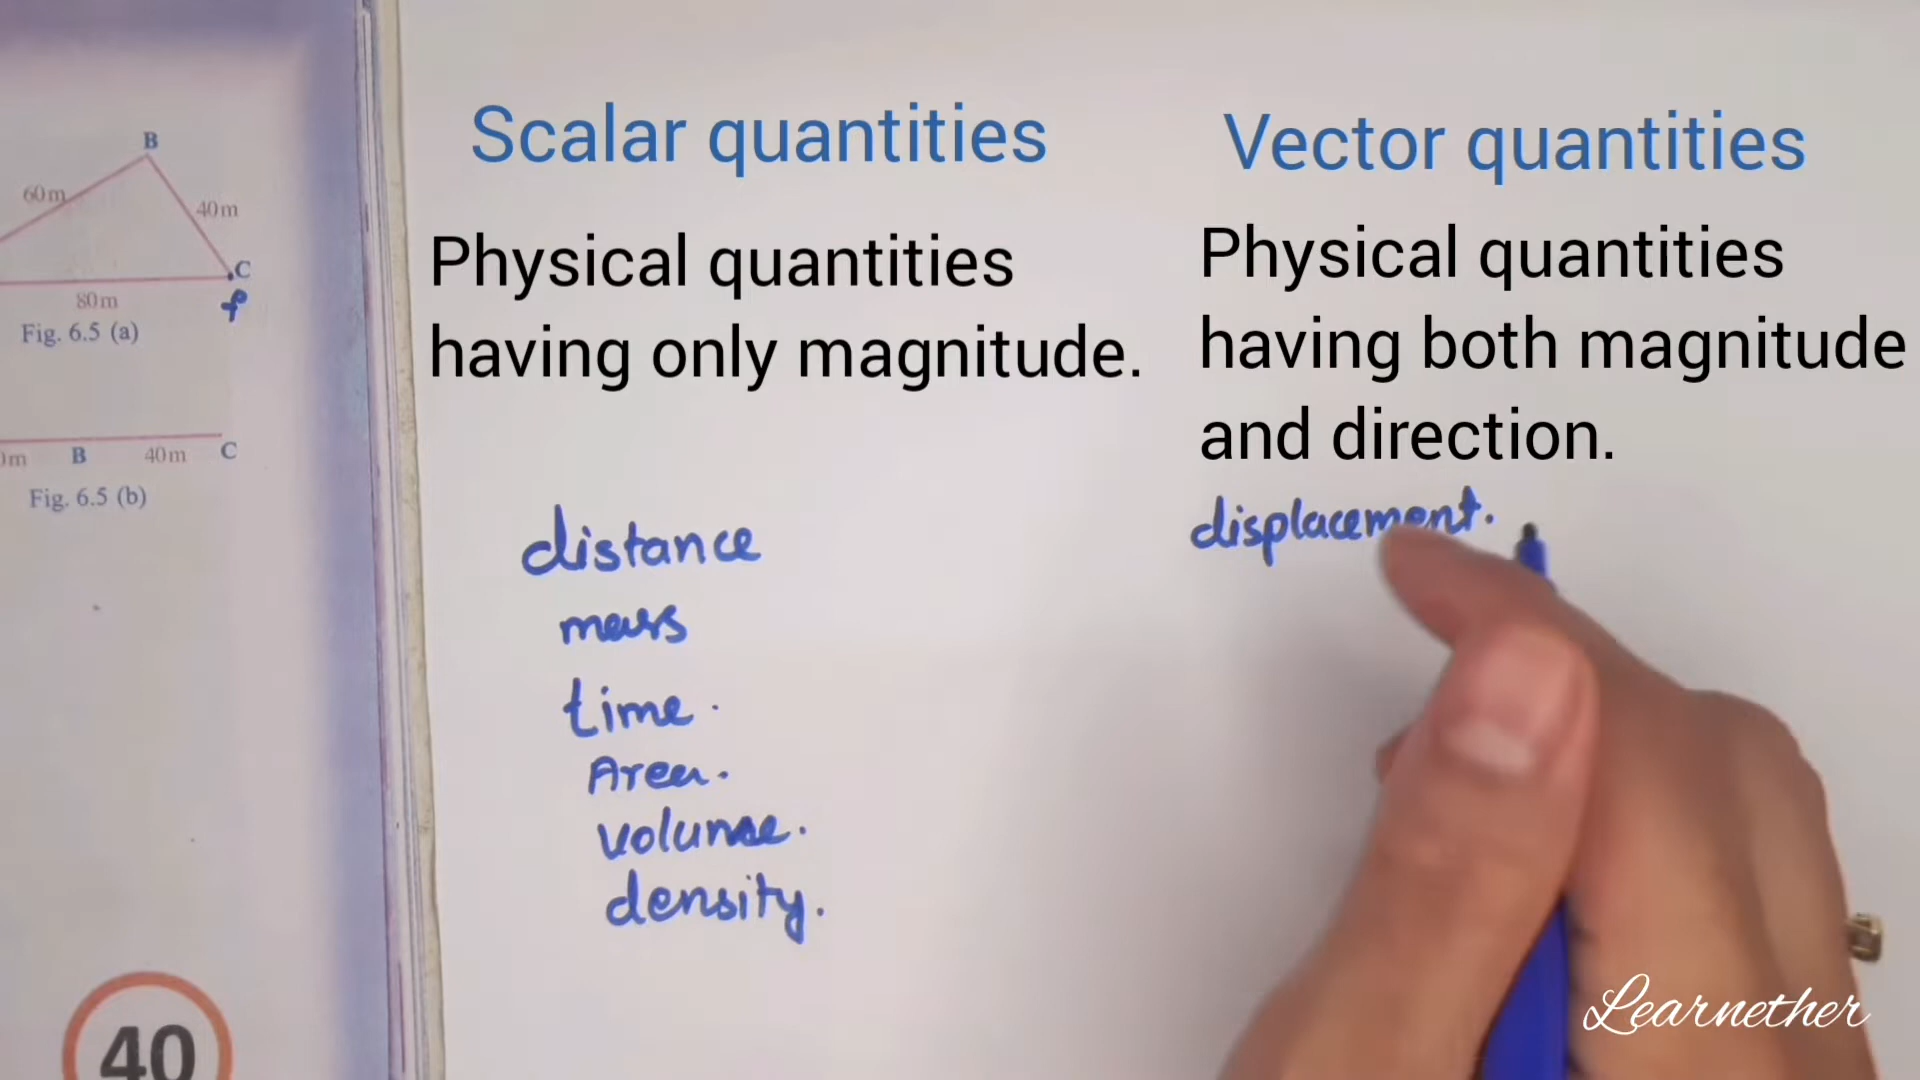 B
60m
40m
C
80m
f
Fig. 6.5 (a)
0m B 40m C
Fig. 6.5 (b)
40
Scalar quantities
Physical quantities
having only magnitude.
distance
mass
time.
Area.
volume.
density.
Vector quantities
Physical quantities
having both magnitude
and direction.
displacement.
Learnether